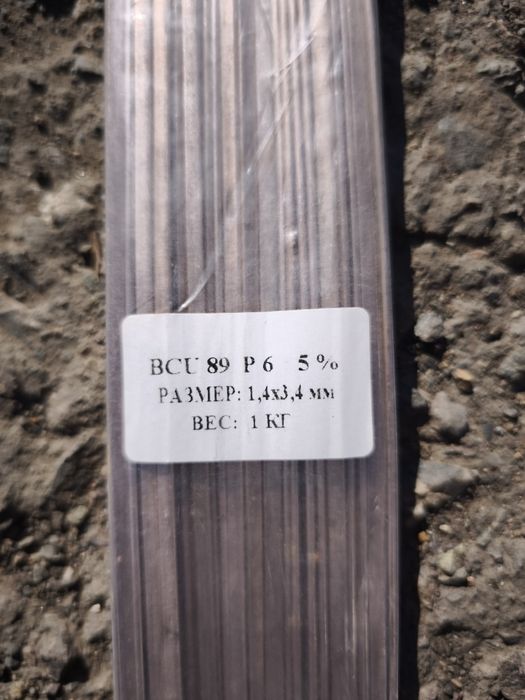 BCU 89 P 6 5 %
РАЗМЕР: 1,4х3,4 мм
ВЕС: 1 КГ